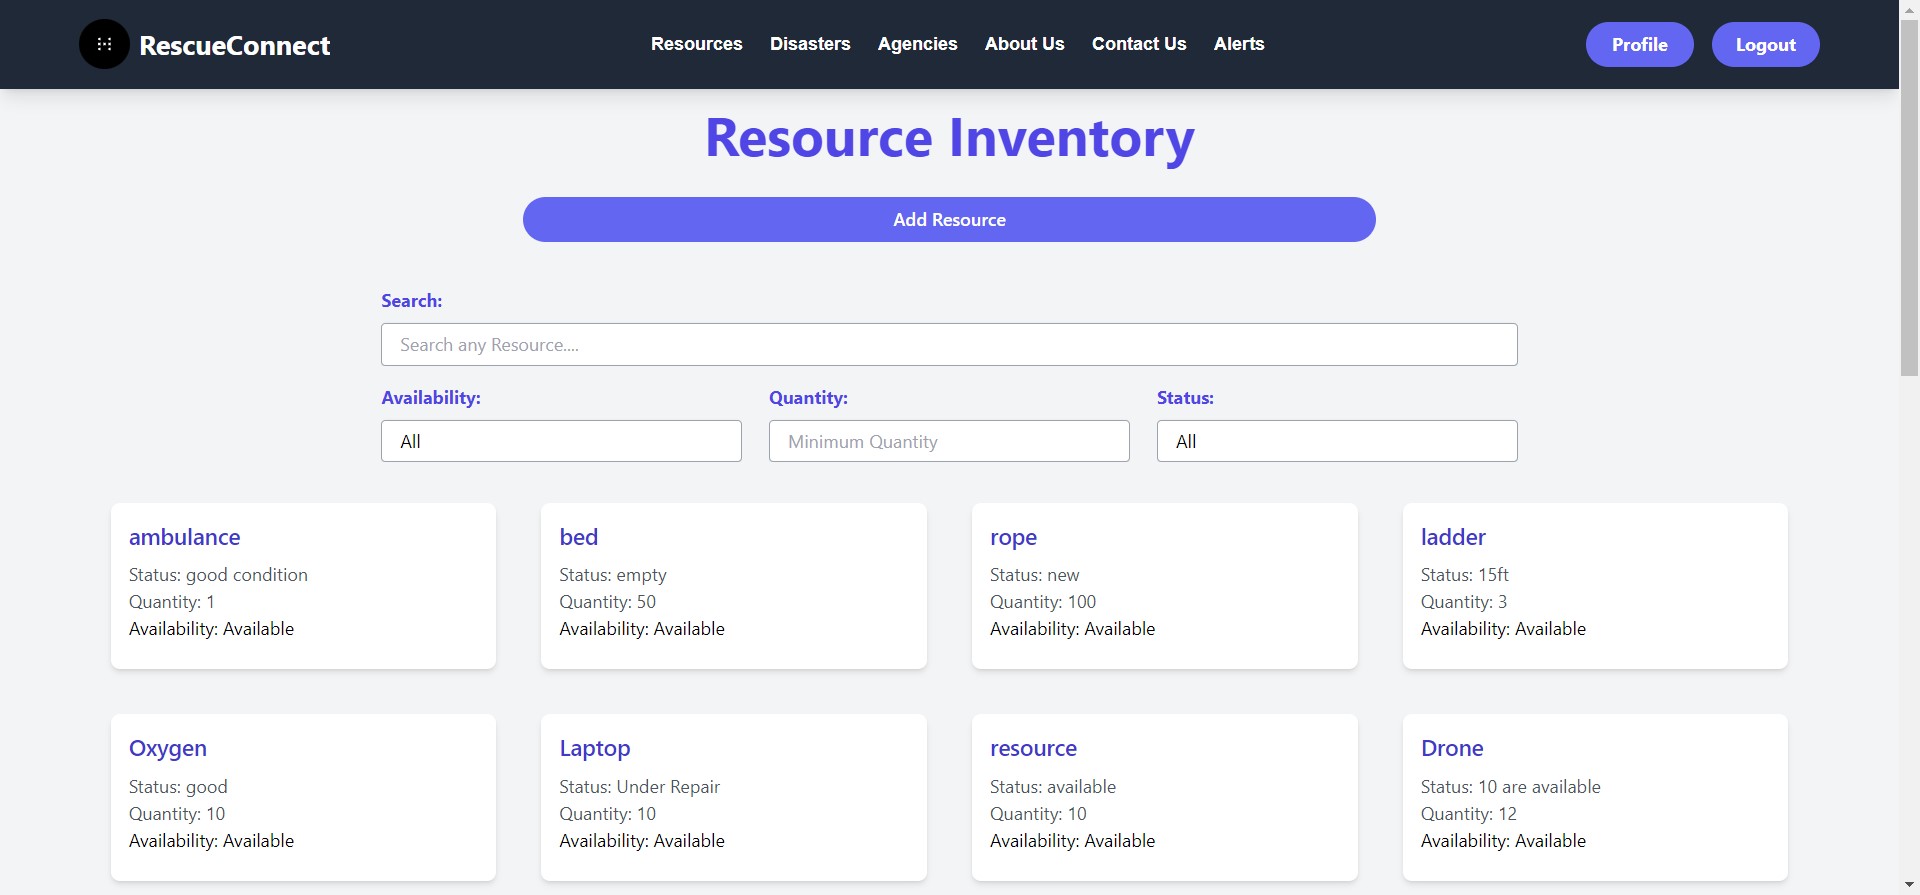 RescueConnect
Resources Disasters Agencies About Us Contact Us Alerts
Profile Logout
Resource Inventory
Add Resource
Search:
Search any Resource....
Availability: Quantity: Status:
All Minimum Quantity All
ambulance
Status: good condition
Quantity: 1
Availability: Available
bed
Status: empty
Quantity: 50
Availability: Available
rope
Status: new
Quantity: 100
Availability: Available
ladder
Status: 15ft
Quantity: 3
Availability: Available
Oxygen
Status: good
Quantity: 10
Availability: Available
Laptop
Status: Under Repair
Quantity: 10
Availability: Available
resource
Status: available
Quantity: 10
Availability: Available
Drone
Status: 10 are available
Quantity: 12
Availability: Available